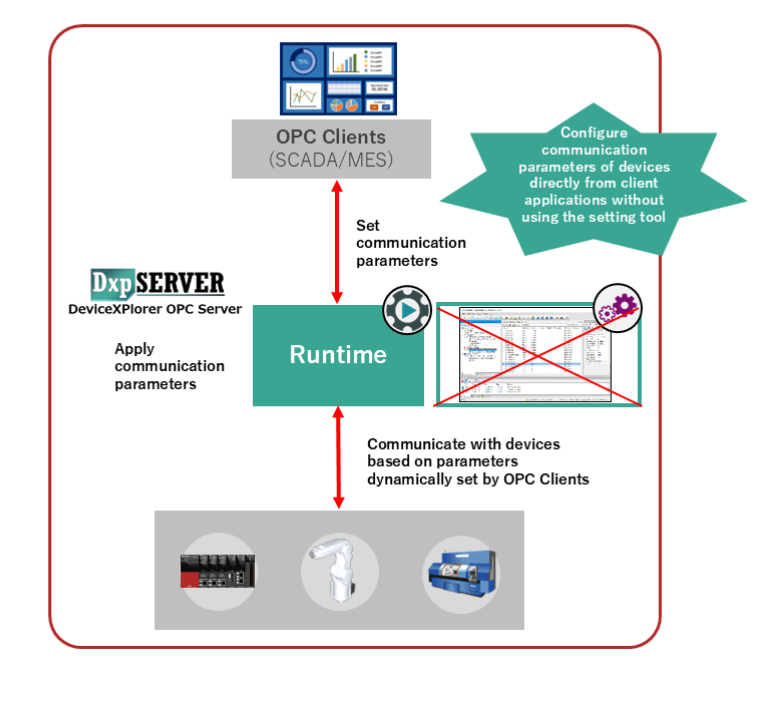 75%
OPC Clients
(SCADA/MES)
Configure
communication
parameters of devices
directly from client
applications without
using the setting tool
Set
communication
parameters
DxpSERVER
DeviceXPlorer OPC Server
Apply
communication
parameters
Runtime
Communicate with devices
based on parameters
dynamically set by OPC Clients